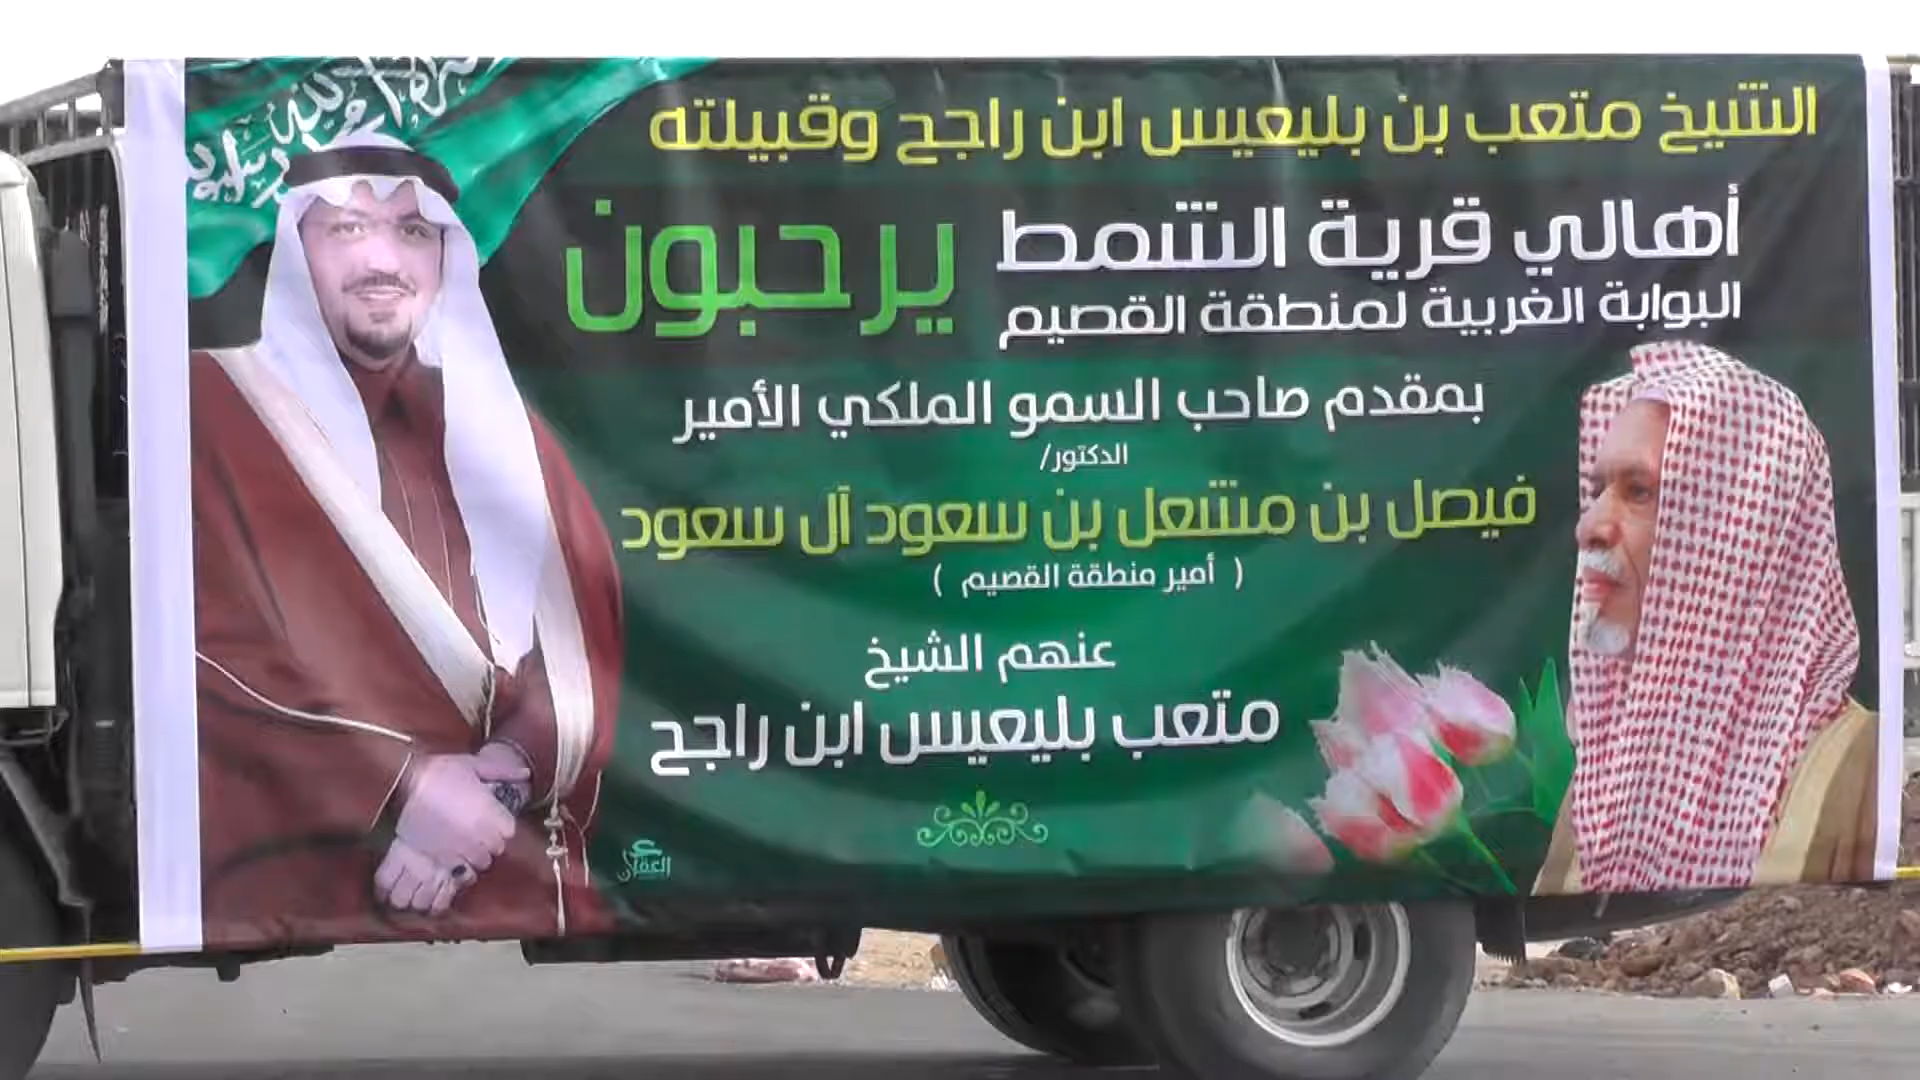 الشيخ متعب بن بليعيس ابن راجح وقبيلته
أهالي قرية الشمط
البوابة الغربية لمنطقة القصيم
يرحبون
بمقدم صاحب السمو الملكي الأمير
الدكتور/
فيصل بن مشعل بن سعود آل سعود
( أمير منطقة القصيم )
عنهم الشيخ
متعب بليعيس ابن راجح